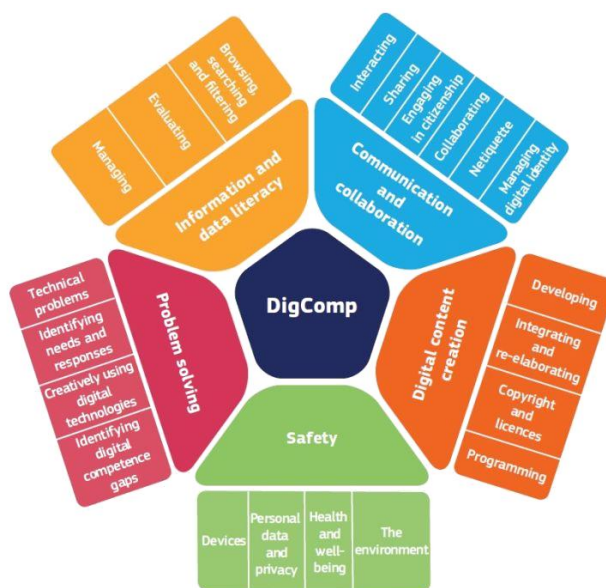 DigComp
Information and
data literacy
Browsing,
searching
and filtering
Evaluating
Managing
Communication
and
collaboration
Interacting
Sharing
Engaging
in citizenship
Collaborating
Netiquette
Managing
digital identity
Digital content
creation
Developing
Integrating
and
re-elaborating
Copyright
and
licences
Programming
Safety
Devices
Personal
data and
privacy
Health and
well-
being
The
environment
Problem solving
Technical
problems
Identifying
needs and
responses
Creatively using
digital
technologies
Identifying
digital
competence
gaps